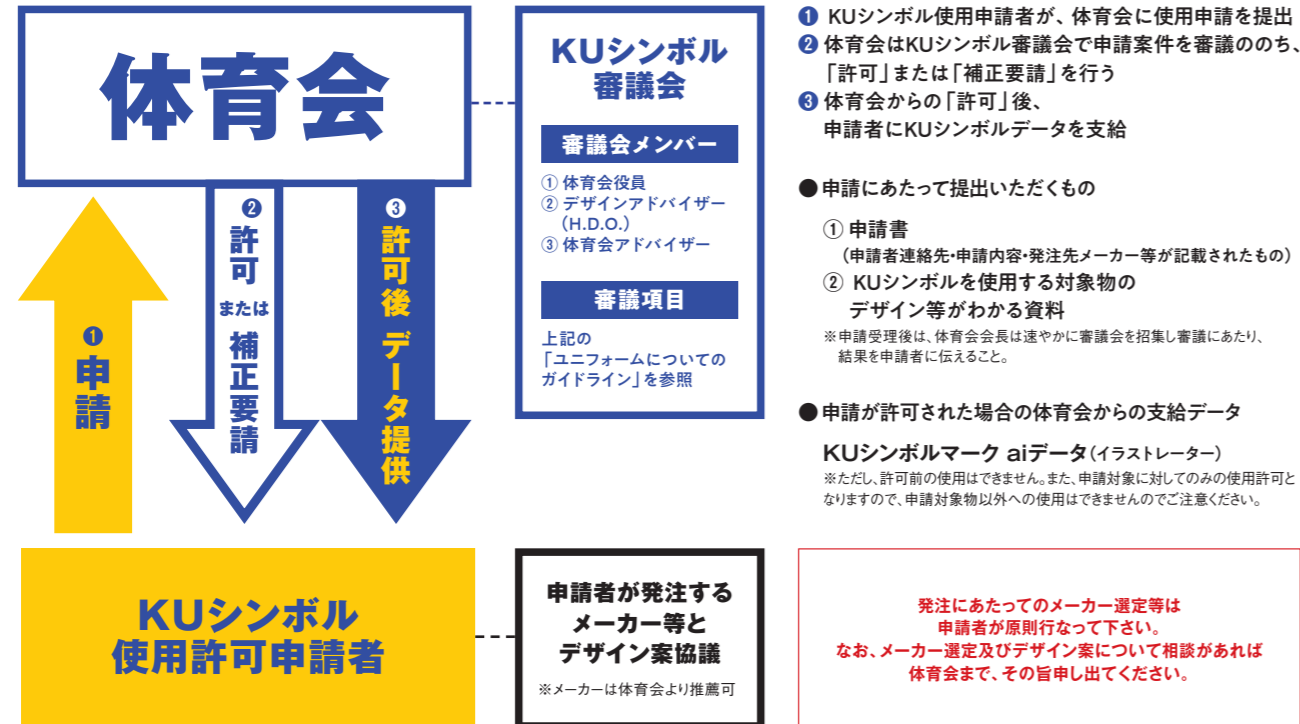 体育会
❶
申請
❷
許可
または
補正要請
❸
許可後 データ提供
KUシンボル
使用許可申請者
KUシンボル
審議会
審議会メンバー
① 体育会役員
② デザインアドバイザー
（H.D.O.）
③ 体育会アドバイザー
審議項目
上記の
「ユニフォームについての
ガイドライン」を参照
申請者が発注する
メーカー等と
デザイン案協議
※メーカーは体育会より推薦可
❶ KUシンボル使用申請者が、体育会に使用申請を提出
❷ 体育会はKUシンボル審議会で申請案件を審議ののち、
「許可」または「補正要請」を行う
❸ 体育会からの「許可」後、
申請者にKUシンボルデータを支給
● 申請にあたって提出いただくもの
① 申請書
（申請者連絡先・申請内容・発注先メーカー等が記載されたもの）
② KUシンボルを使用する対象物の
デザイン等がわかる資料
※申請受理後は、体育会会長は速やかに審議会を招集し審議にあたり、
結果を申請者に伝えること。
● 申請が許可された場合の体育会からの支給データ
KUシンボルマーク aiデータ（イラストレーター）
※ただし、許可前の使用はできません。また、申請対象に対してのみの使用許可と
なりますので、申請対象物以外への使用はできませんのでご注意ください。
発注にあたってのメーカー選定等は
申請者が原則行なって下さい。
なお、メーカー選定及びデザイン案について相談があれば
体育会まで、その旨申し出てください。